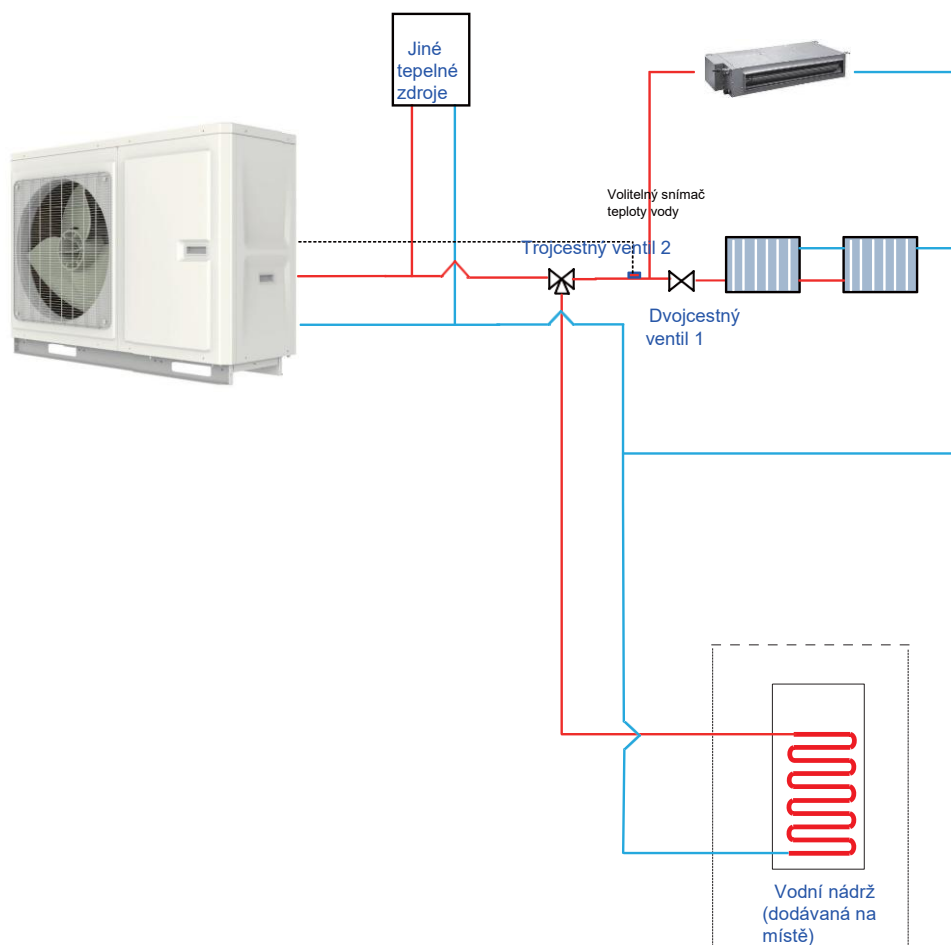 Jiné
tepelné
zdroje
Volitelný snímač
teploty vody
Trojcestný ventil 2
Dvojcestný
ventil 1
Vodní nádrž
(dodávaná na
místě)